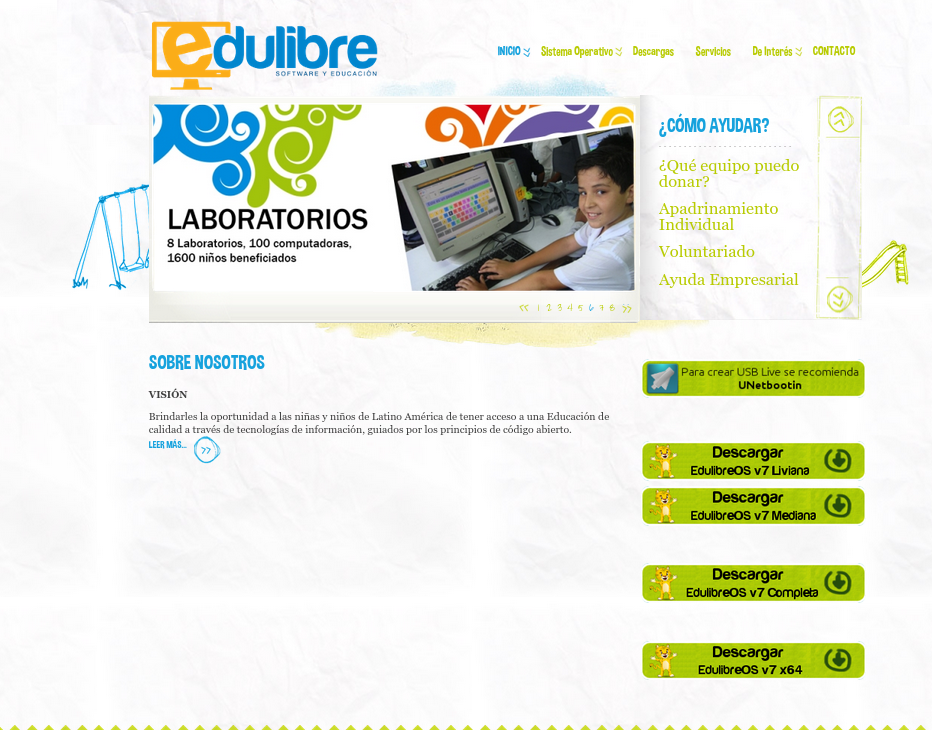 edulibre
SOFTWARE Y EDUCACIÓN
INICIO Sistema Operativo Descargas Servicios De Interés CONTACTO
LABORATORIOS
8 Laboratorios, 100 computadoras,
1600 niños beneficiados
1 2 3 4 5 6 7 8
¿CÓMO AYUDAR?
¿Qué equipo puedo
donar?
Apadrinamiento
Individual
Voluntariado
Ayuda Empresarial
SOBRE NOSOTROS
VISIÓN
Brindarles la oportunidad a las niñas y niños de Latino América de tener acceso a una Educación de
calidad a través de tecnologías de información, guiados por los principios de código abierto.
LEER MÁS...
Para crear USB Live se recomienda
UNetbootin
Descargar
EdulibreOS v7 Liviana
Descargar
EdulibreOS v7 Mediana
Descargar
EdulibreOS v7 Completa
Descargar
EdulibreOS v7 x64